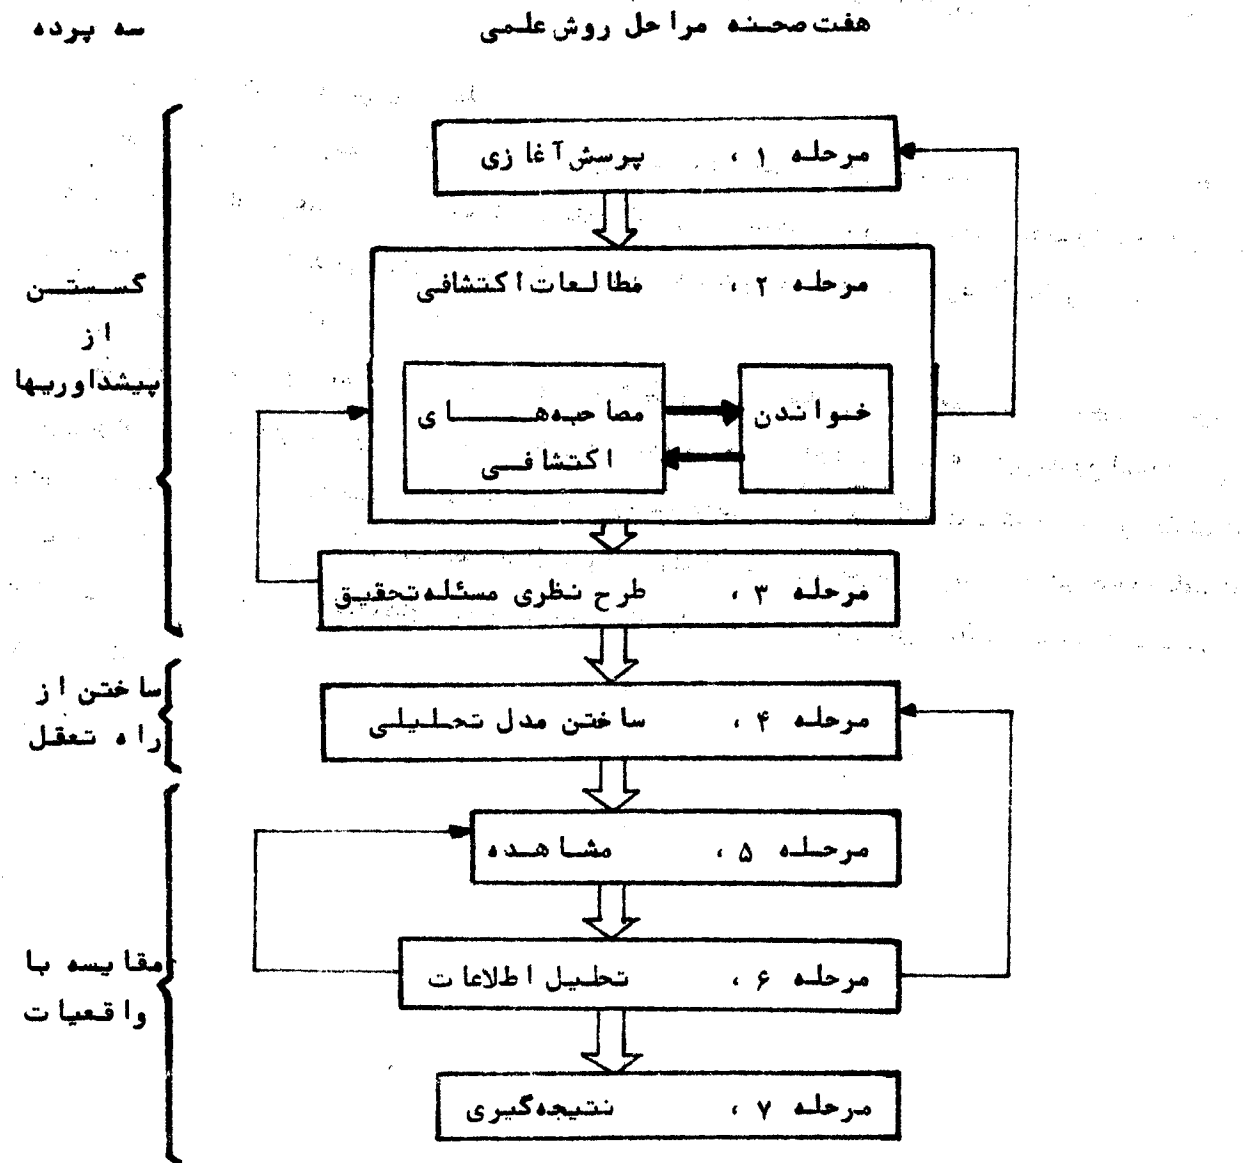 هفت صحنه مراحل روش علمی
سه پرده
مرحله ۱، پرسش آغازی
مرحله ۲، مطالعات اکتشافی
خواندن
مصاحبه‌های
اکتشافی
مرحله ۳، طرح نظری مسئله تحقیق
مرحله ۴، ساختن مدل تحلیلی
مرحله ۵، مشاهده
مرحله ۶، تحلیل اطلاعات
مرحله ۷، نتیجه‌گیری
گسستن
از
پیشداوریها
ساختن از
راه تعقل
مقایسه با
واقعیات